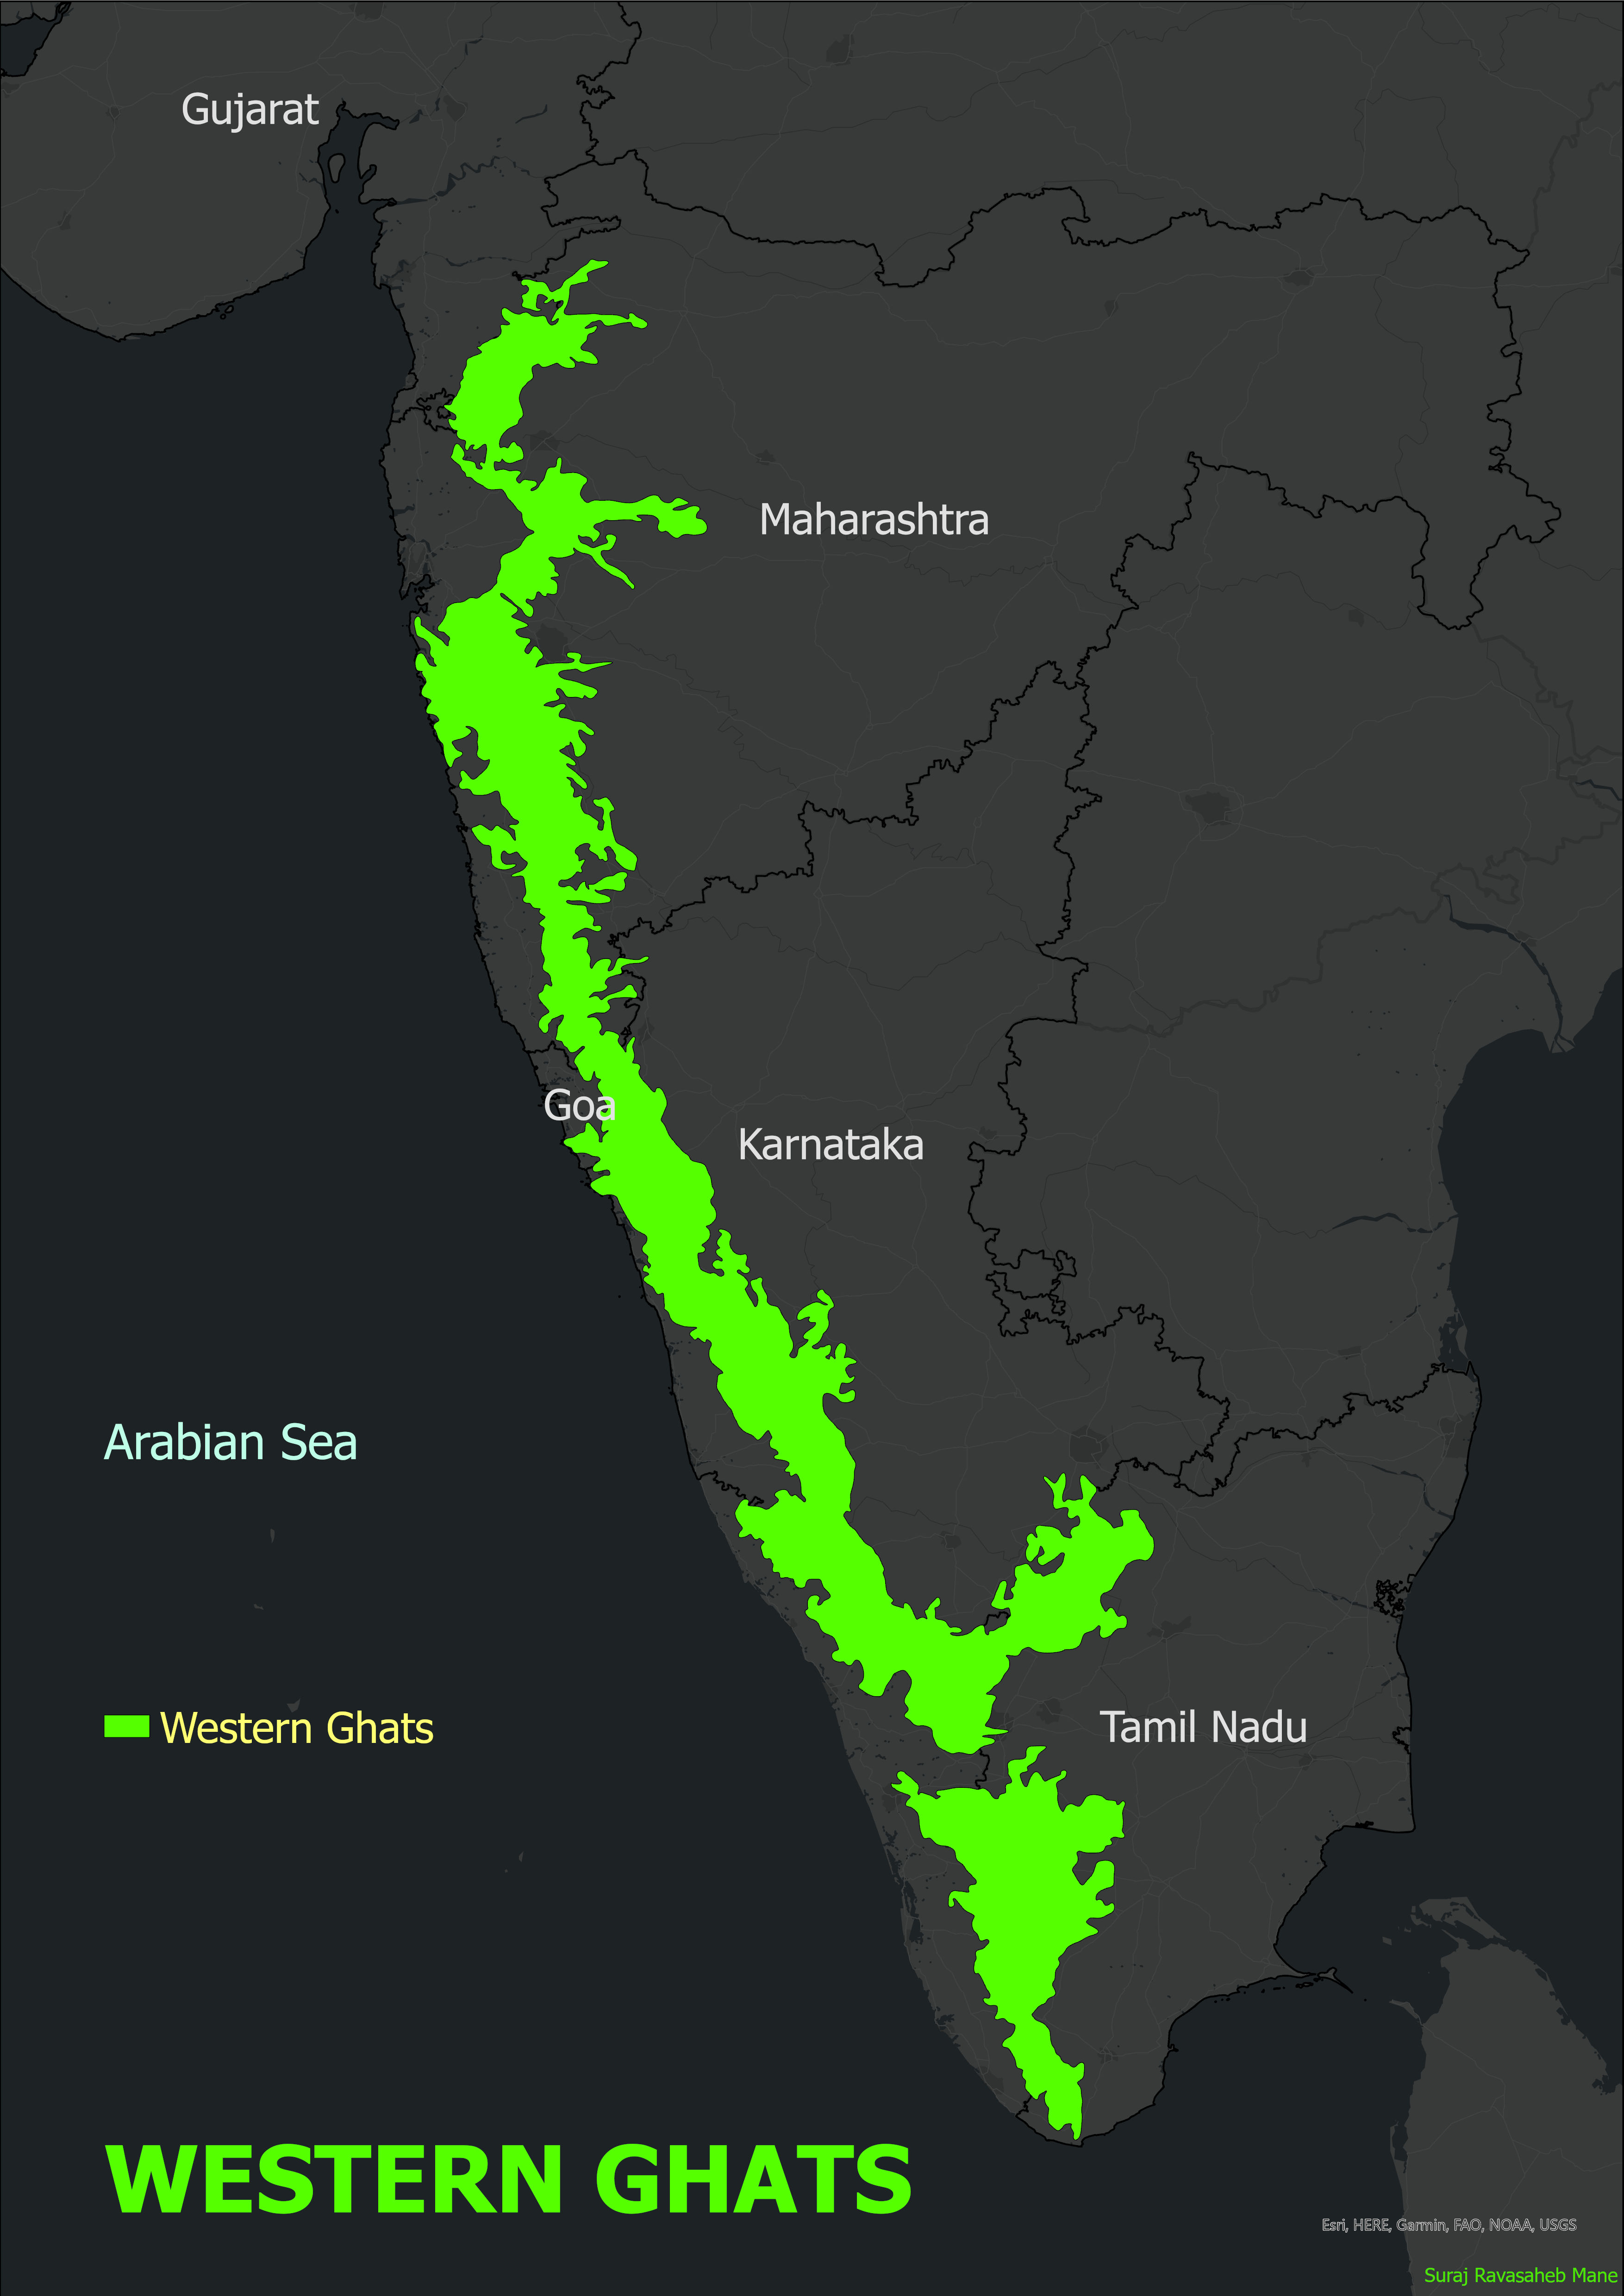 Gujarat
Maharashtra
Goa
Karnataka
Arabian Sea
Western Ghats
Tamil Nadu
WESTERN GHATS
Esri, HERE, Garmin, FAO, NOAA, USGS
Suraj Ravasaheb Mane